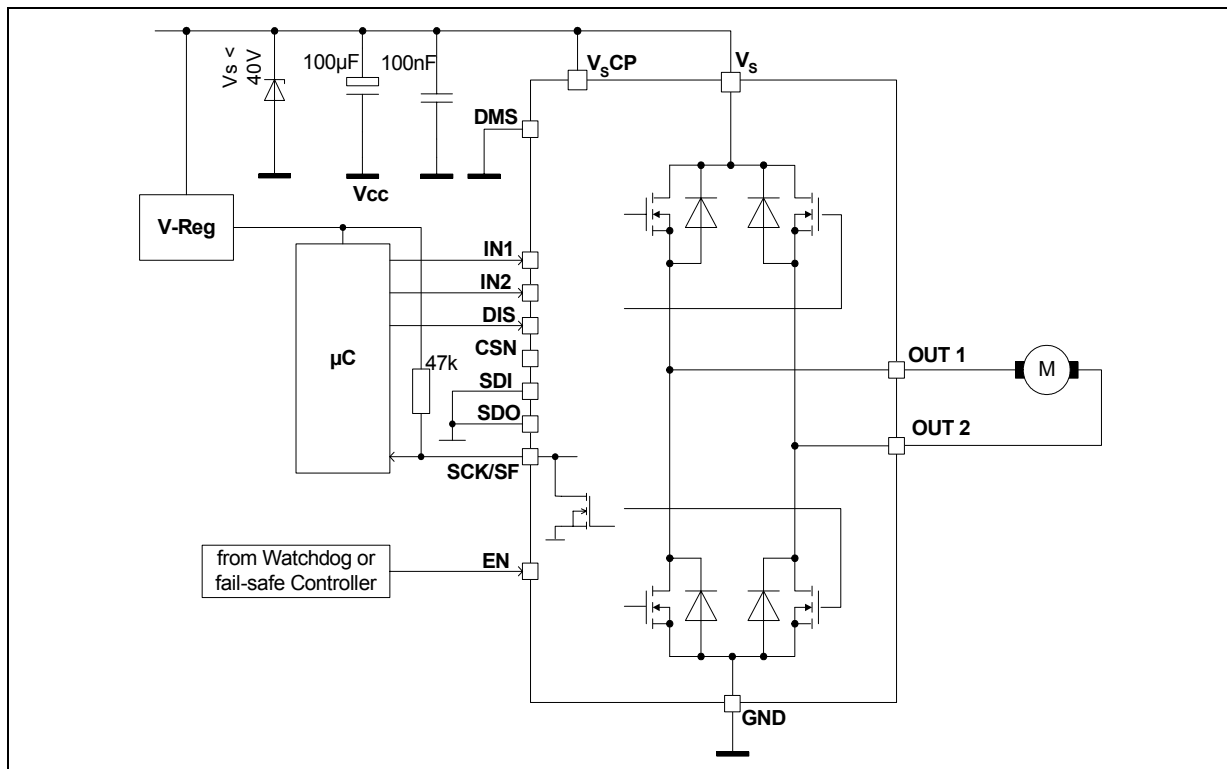 Vs <
40V
100µF
100nF
VSCP
VS
DMS
Vcc
V-Reg
IN1
IN2
DIS
CSN
µC
47k
SDI
SDO
SCK/SF
OUT 1
M
OUT 2
from Watchdog or
fail-safe Controller
EN
GND